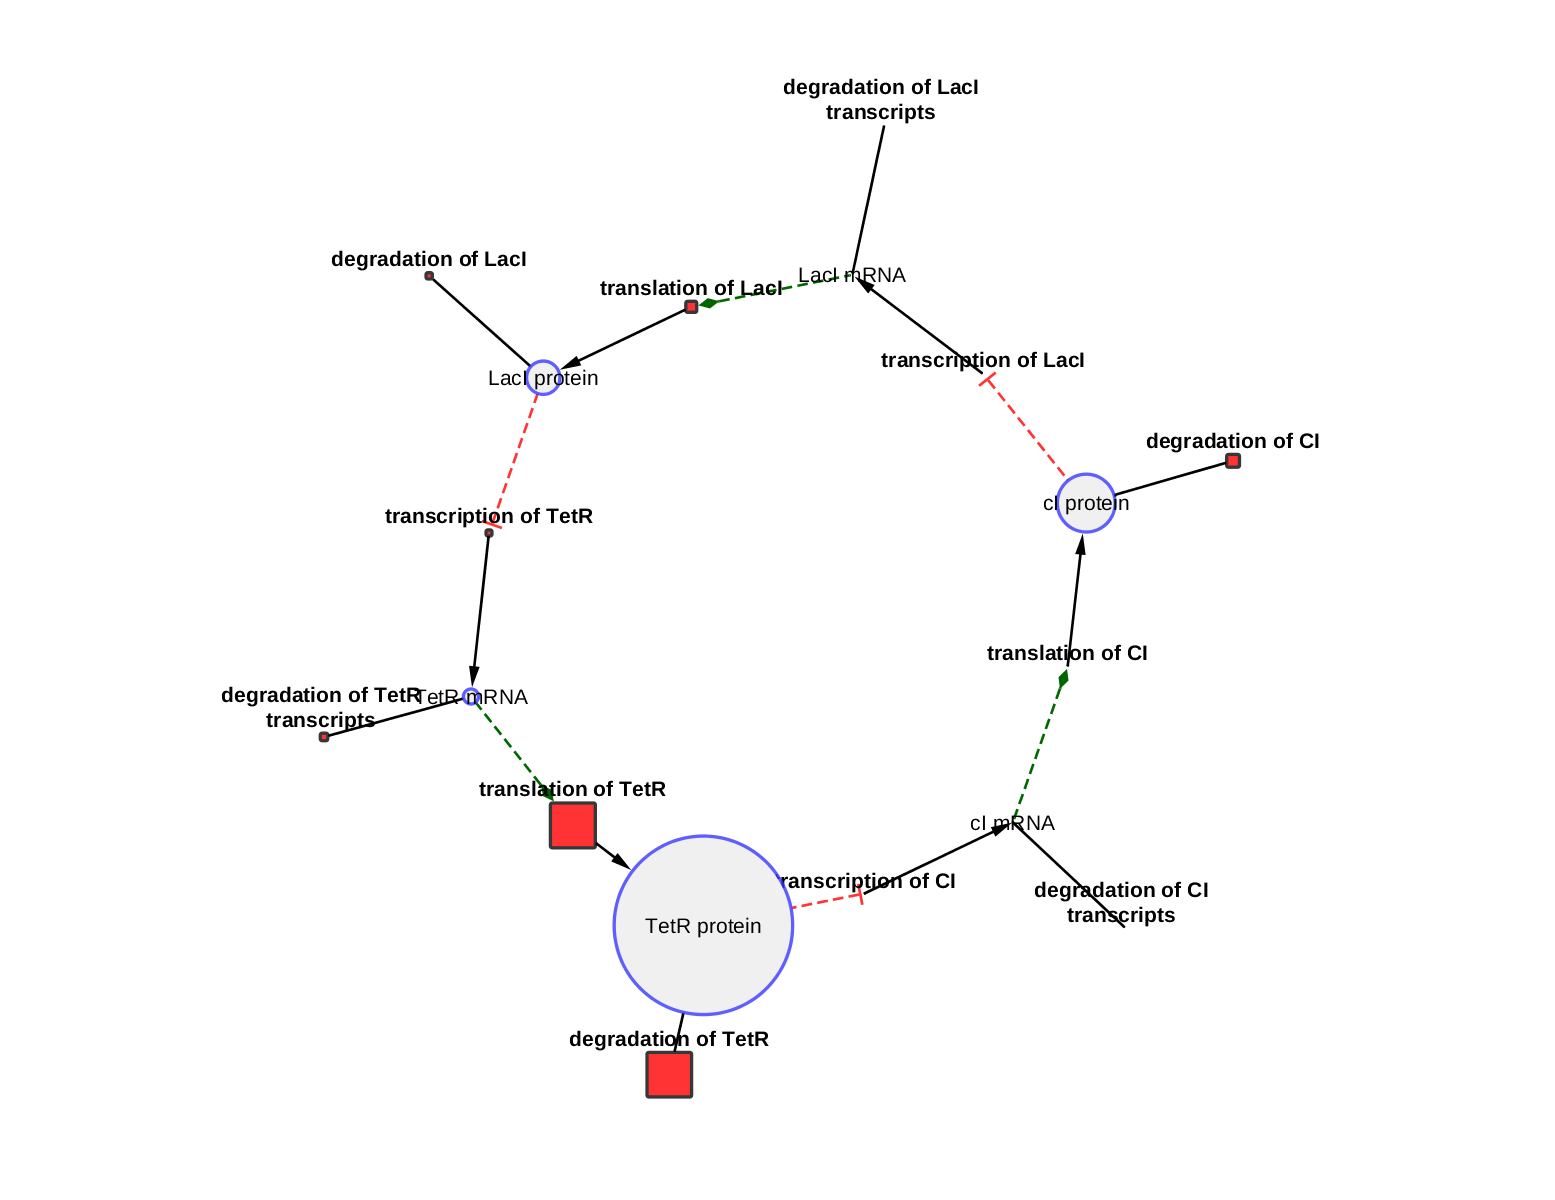 degradation of LacI
transcripts
degradation of LacI
translation of LacI
LacI mRNA
transcription of LacI
LacI protein
degradation of CI
cI protein
transcription of TetR
translation of CI
degradation of TetR
transcripts
TetR mRNA
translation of TetR
cI mRNA
ranscription of CI
degradation of CI
transcripts
TetR protein
degradation of TetR